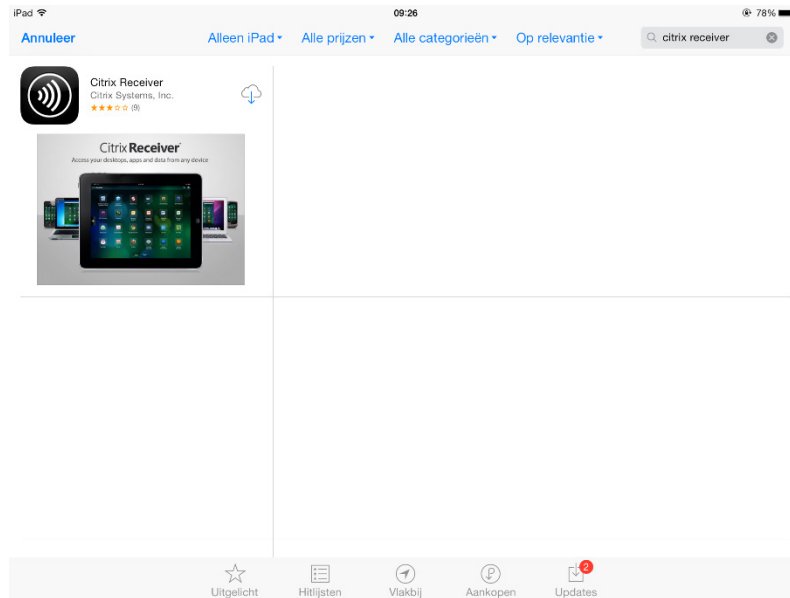 iPad 09:26 78%
Annuleer Alleen iPad Alle prijzen Alle categorieën Op relevantie citrix receiver
Citrix Receiver
Citrix Systems, Inc.
(9)
Citrix Receiver
Access your desktops, apps and data from any device
2
Uitgelicht Hitlijsten Vlakbij Aankopen Updates